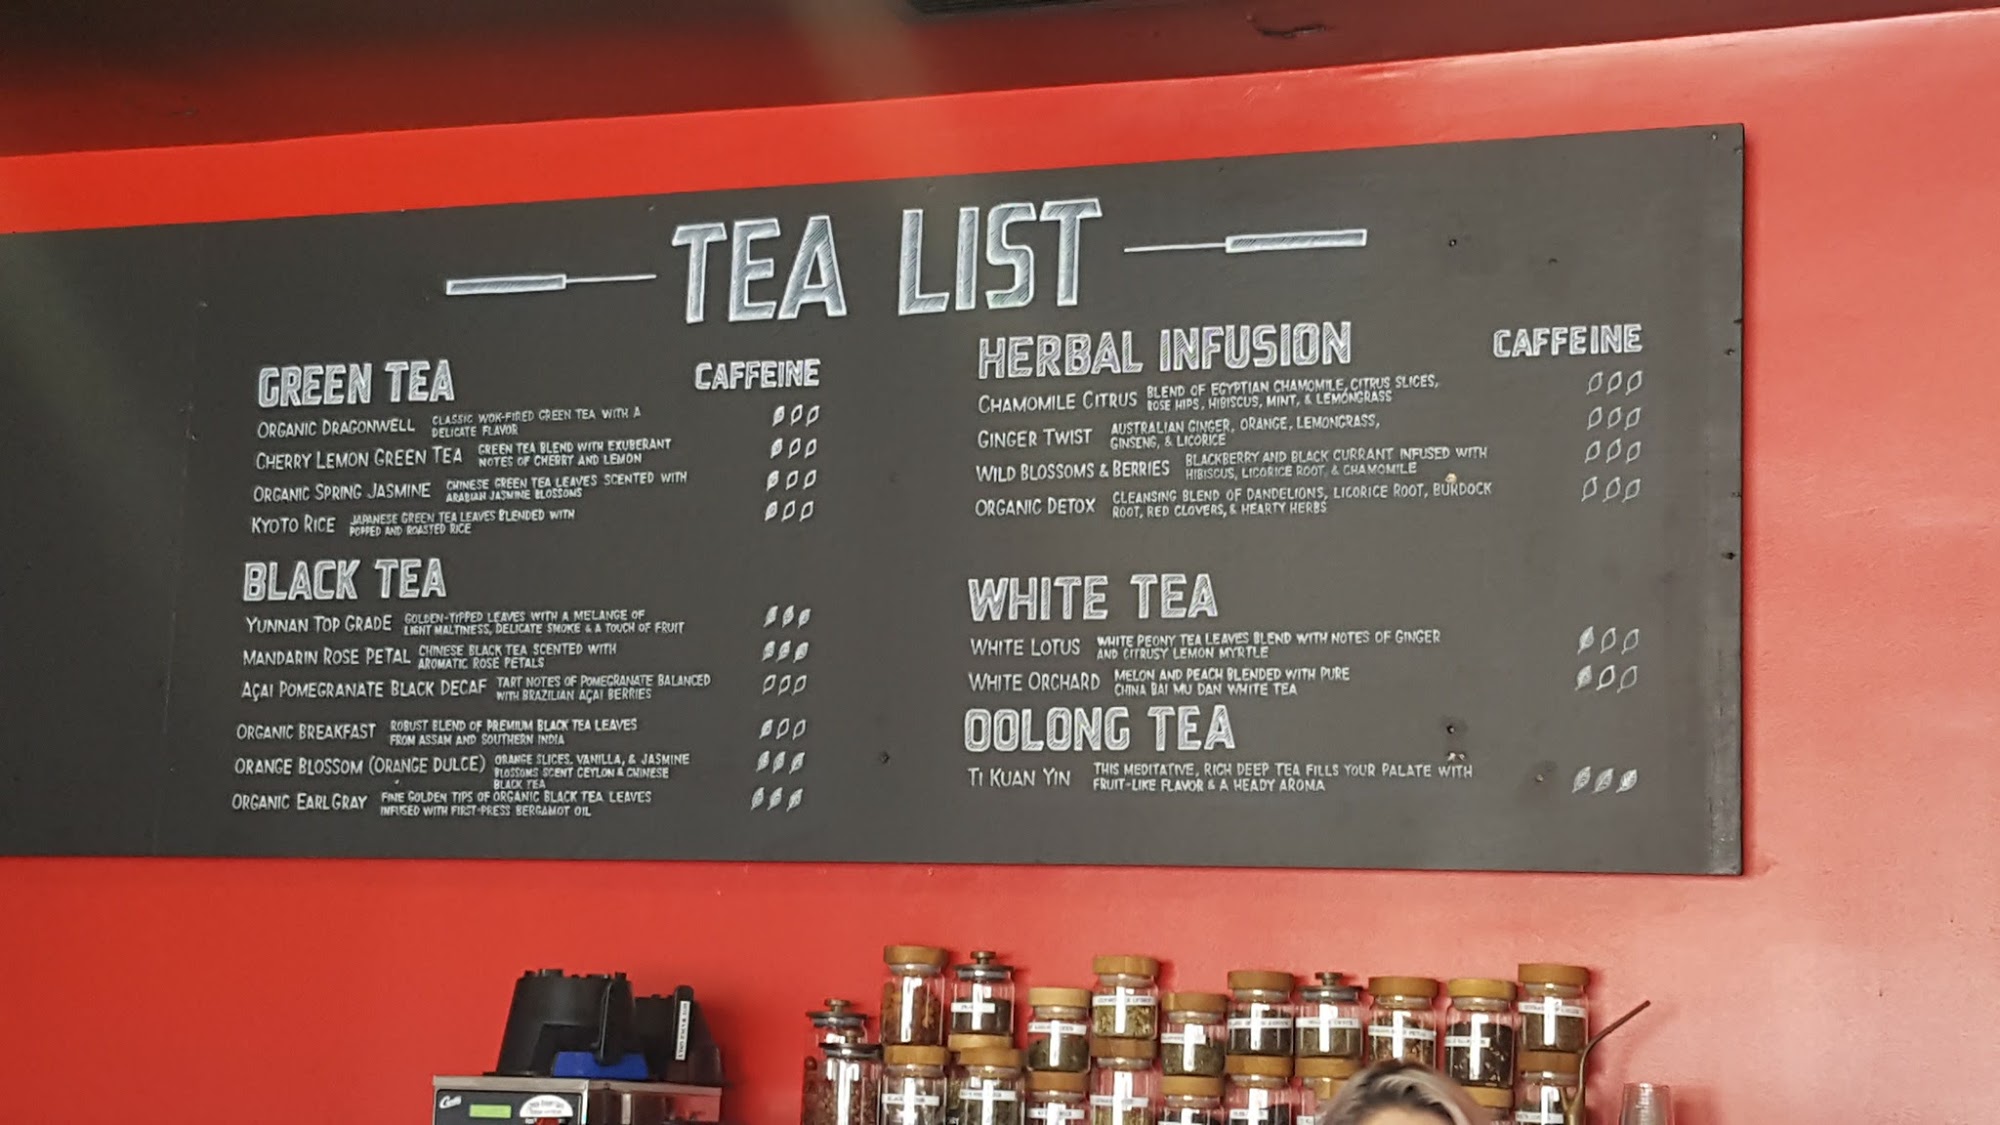 TEA LIST
GREEN TEA CAFFEINE
ORGANIC DRAGONWELL CLASSIC WOK-FIRED GREEN TEA WITH A
DELICATE FLAVOR
CHERRY LEMON GREEN TEA GREEN TEA BLEND WITH EXUBERANT
NOTES OF CHERRY AND LEMON
ORGANIC SPRING JASMINE CHINESE GREEN TEA LEAVES SCENTED WITH
ARABIAN JASMINE BLOSSOMS
KYOTO RICE JAPANESE GREEN TEA LEAVES BLENDED WITH
POPPED AND ROASTED RICE
BLACK TEA
YUNNAN TOP GRADE GOLDEN-TIPPED LEAVES WITH A MELANGE OF
LIGHT MALTINESS, DELICATE SMOKE & A TOUCH OF FRUIT
MANDARIN ROSE PETAL CHINESE BLACK TEA SCENTED WITH
AROMATIC ROSE PETALS
AÇAI POMEGRANATE BLACK DECAF TART NOTES OF POMEGRANATE BALANCED
WITH BRAZILIAN AÇAI BERRIES
ORGANIC BREAKFAST ROBUST BLEND OF PREMIUM BLACK TEA LEAVES
FROM ASSAM AND SOUTHERN INDIA
ORANGE BLOSSOM (ORANGE DULCE) ORANGE SLICES, VANILLA, & JASMINE
BLOSSOMS SCENT CEYLON & CHINESE
BLACK TEA
ORGANIC EARL GRAY FINE GOLDEN TIPS OF ORGANIC BLACK TEA LEAVES
INFUSED WITH FIRST-PRESS BERGAMOT OIL
HERBAL INFUSION CAFFEINE
CHAMOMILE CITRUS BLEND OF EGYPTIAN CHAMOMILE, CITRUS SLICES,
ROSE HIPS, HIBISCUS, MINT, & LEMONGRASS
GINGER TWIST AUSTRALIAN GINGER, ORANGE, LEMONGRASS,
GINSENG, & LICORICE
WILD BLOSSOMS & BERRIES BLACKBERRY AND BLACK CURRANT INFUSED WITH
HIBISCUS, LICORICE ROOT, & CHAMOMILE
ORGANIC DETOX CLEANSING BLEND OF DANDELIONS, LICORICE ROOT, BURDOCK
ROOT, RED CLOVERS, & HEARTY HERBS
WHITE TEA
WHITE LOTUS WHITE PEONY TEA LEAVES BLEND WITH NOTES OF GINGER
AND CITRUSY LEMON MYRTLE
WHITE ORCHARD MELON AND PEACH BLENDED WITH PURE
CHINA BAI MU DAN WHITE TEA
OOLONG TEA
TI KUAN YIN THIS MEDITATIVE, RICH DEEP TEA FILLS YOUR PALATE WITH
FRUIT-LIKE FLAVOR & A HEADY AROMA
Curtis